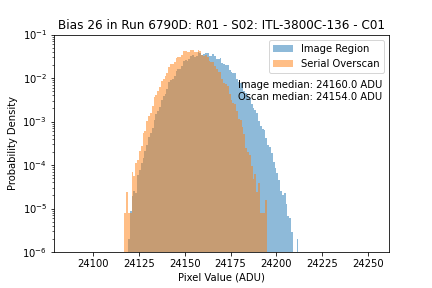 Bias 26 in Run 6790D: R01 - S02: ITL-3800C-136 - C01
Image Region
Serial Overscan
Image median: 24160.0 ADU
Oscan median: 24154.0 ADU
Probability Density
10⁻¹
10⁻²
10⁻³
10⁻⁴
10⁻⁵
10⁻⁶
24100 24125 24150 24175 24200 24225 24250
Pixel Value (ADU)